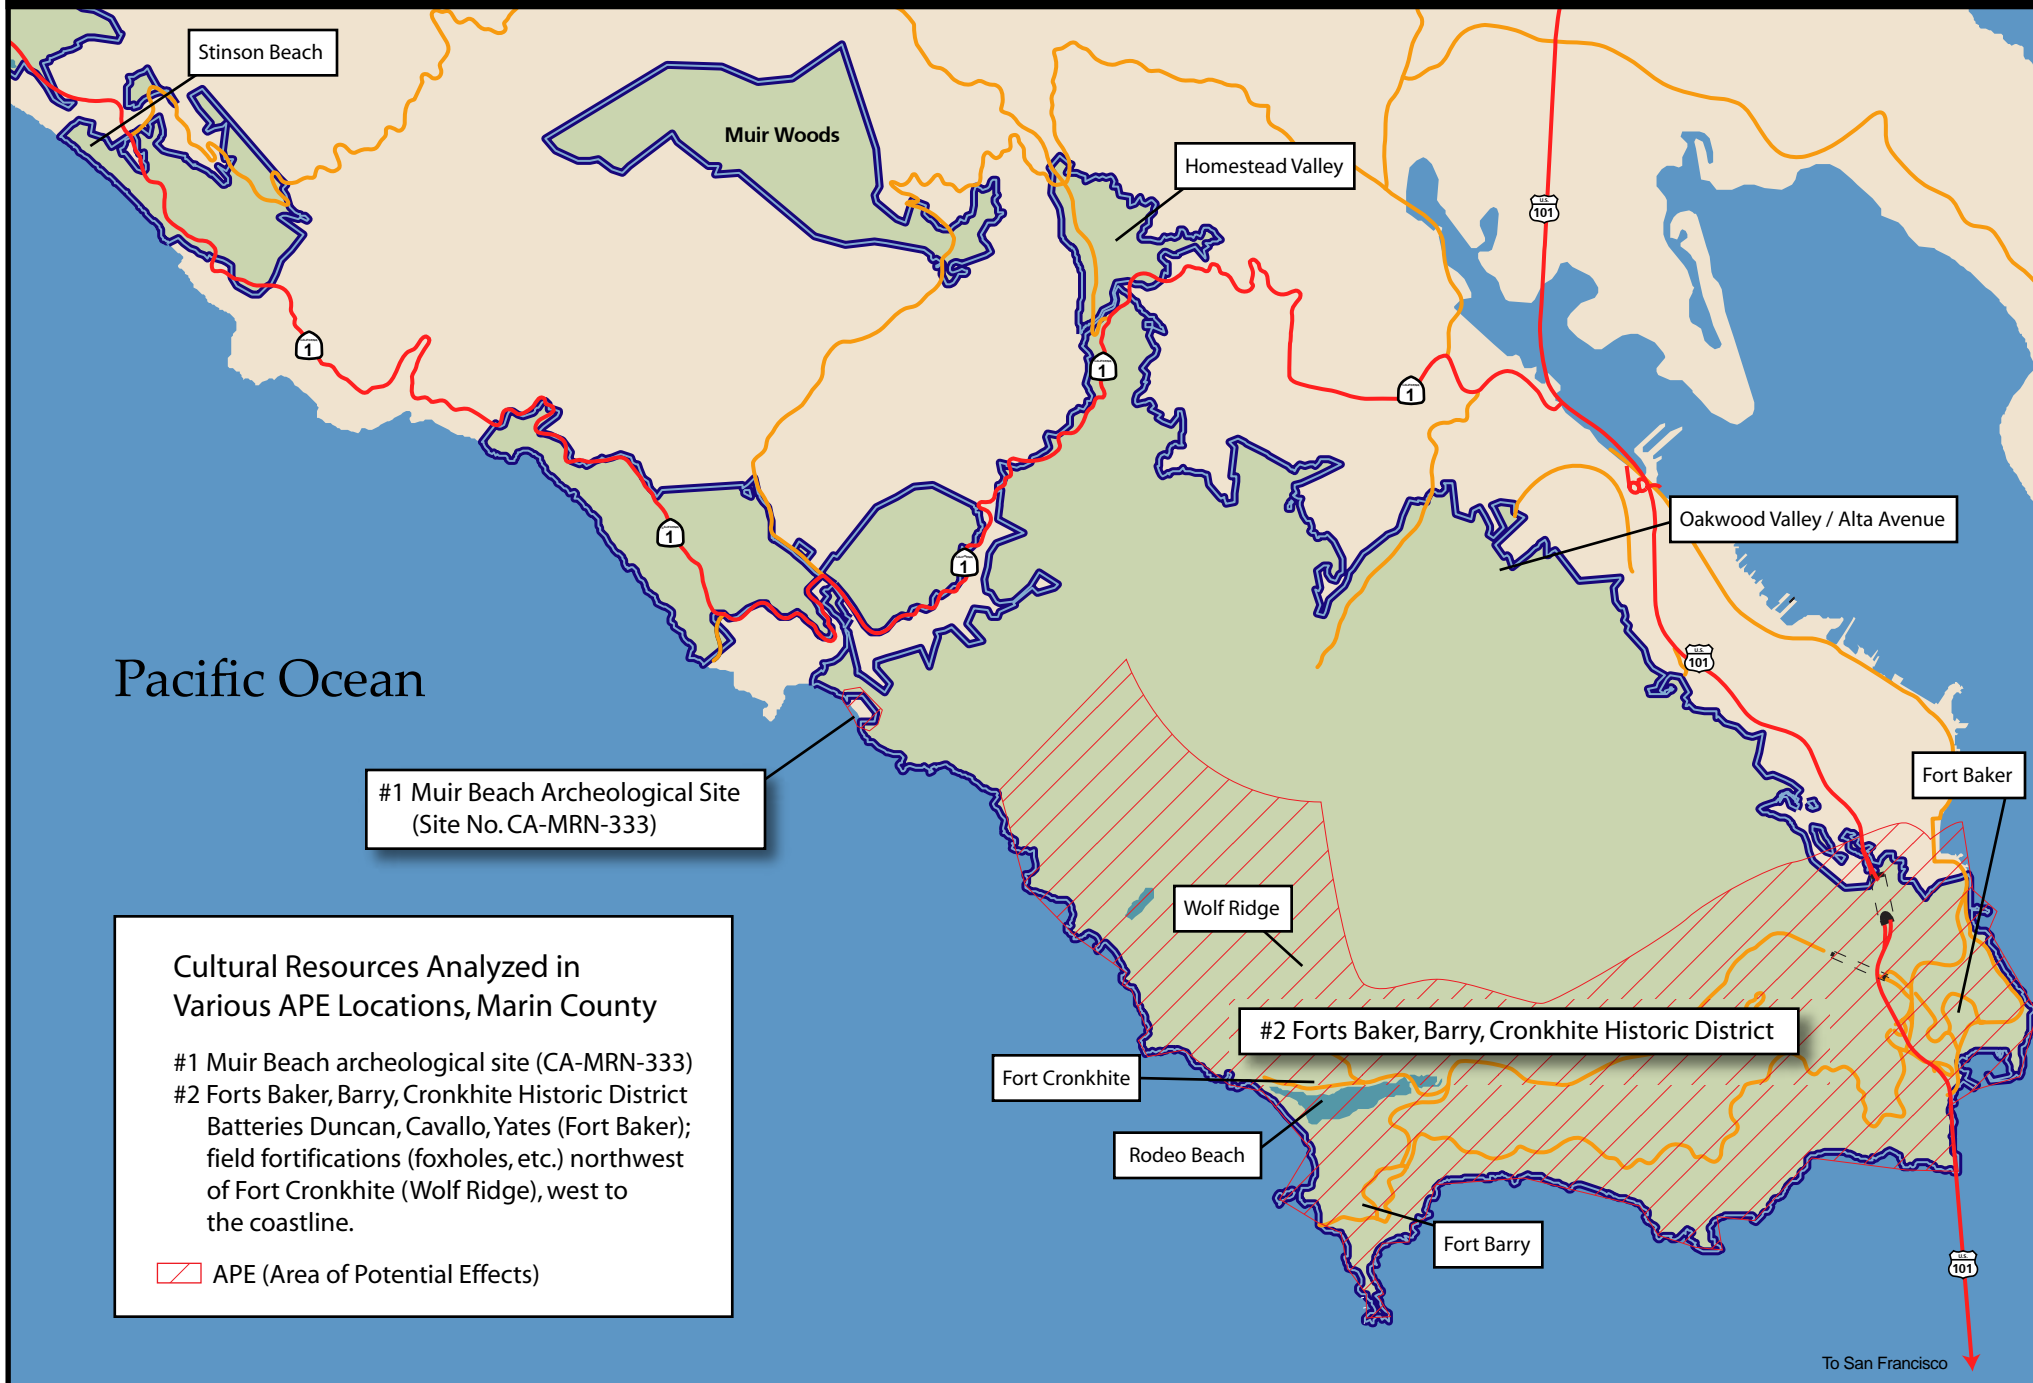 Stinson Beach
Muir Woods
Homestead Valley
U.S.
101
1
1
1
1
1
Oakwood Valley / Alta Avenue
U.S.
101
Pacific Ocean
#1 Muir Beach Archeological Site
(Site No. CA-MRN-333)
Fort Baker
Wolf Ridge
#2 Forts Baker, Barry, Cronkhite Historic District
Fort Cronkhite
Rodeo Beach
Fort Barry
Cultural Resources Analyzed in
Various APE Locations, Marin County
#1 Muir Beach archeological site (CA-MRN-333)
#2 Forts Baker, Barry, Cronkhite Historic District
Batteries Duncan, Cavallo, Yates (Fort Baker);
field fortifications (foxholes, etc.) northwest
of Fort Cronkhite (Wolf Ridge), west to
the coastline.
APE (Area of Potential Effects)
U.S.
101
To San Francisco